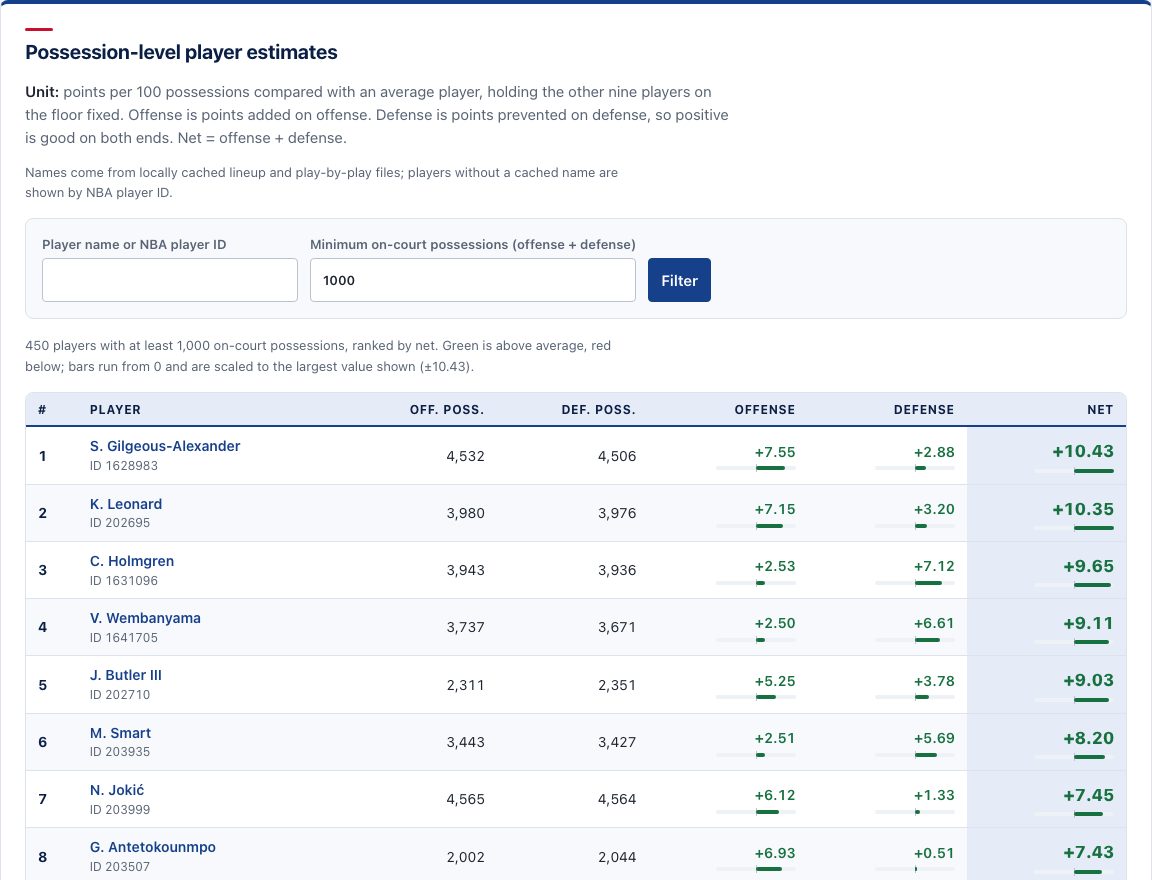 Possession-level player estimates
Unit: points per 100 possessions compared with an average player, holding the other nine players on
the floor fixed. Offense is points added on offense. Defense is points prevented on defense, so positive
is good on both ends. Net = offense + defense.
Names come from locally cached lineup and play-by-play files; players without a cached name are
shown by NBA player ID.
Player name or NBA player ID
Minimum on-court possessions (offense + defense)
1000
Filter
450 players with at least 1,000 on-court possessions, ranked by net. Green is above average, red
below; bars run from 0 and are scaled to the largest value shown (±10.43).
# PLAYER OFF. POSS. DEF. POSS. OFFENSE DEFENSE NET
1 S. Gilgeous-Alexander 4,532 4,506 +7.55 +2.88 +10.43
ID 1628983
2 K. Leonard 3,980 3,976 +7.15 +3.20 +10.35
ID 202695
3 C. Holmgren 3,943 3,936 +2.53 +7.12 +9.65
ID 1631096
4 V. Wembanyama 3,737 3,671 +2.50 +6.61 +9.11
ID 1641705
5 J. Butler III 2,311 2,351 +5.25 +3.78 +9.03
ID 202710
6 M. Smart 3,443 3,427 +2.51 +5.69 +8.20
ID 203935
7 N. Jokić 4,565 4,564 +6.12 +1.33 +7.45
ID 203999
8 G. Antetokounmpo 2,002 2,044 +6.93 +0.51 +7.43
ID 203507